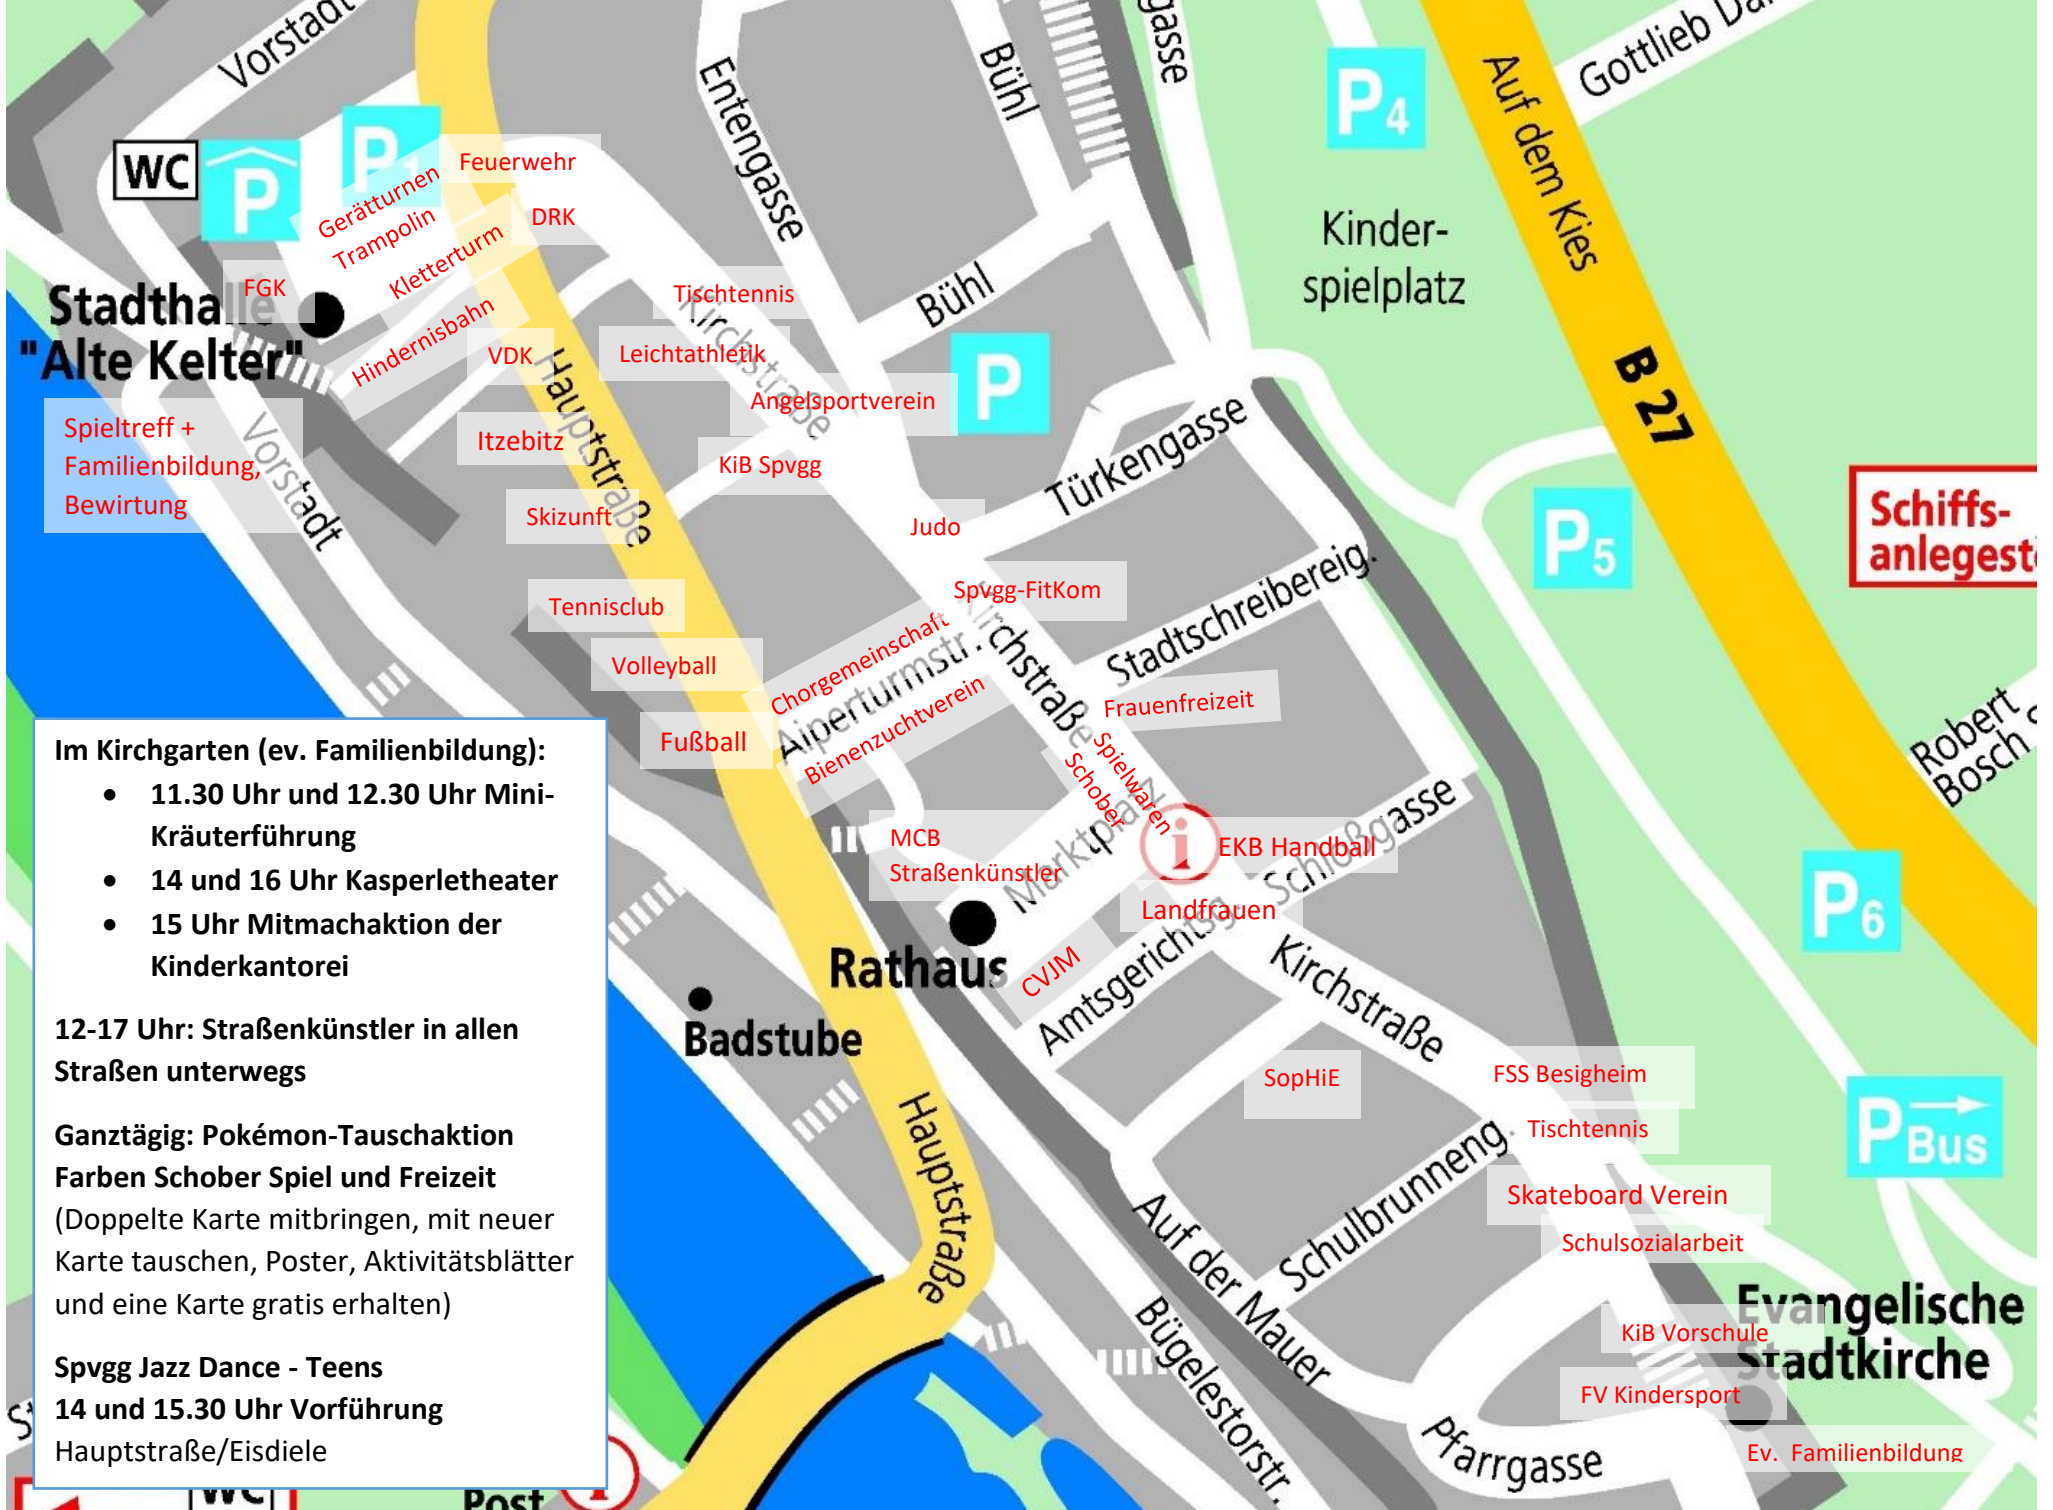 Vorstadt
Entengasse
Bühl
gasse
P4
Auf dem Kies
Gottlieb
WC
P
P1
Feuerwehr
Gerätturnen
Trampolin
DRK
Kletterturm
Kinder-
spielplatz
FGK
Stadthalle
"Alte Kelter"
Hindernisbahn
Tischtennis
Kirchstraße
Bühl
VDK
Hauptstraße
Leichtathletik
P
B 27
Angelsportverein
Spieltreff +
Familienbildung,
Bewirtung
Vorstadt
Itzebitz
KiB Spvgg
Türkengasse
Skizunft
Judo
P5
Schiffs-
anlegest
Tennisclub
Spvgg-FitKom
Stadtschreibereig.
Volleyball
Chorgemeinschaft
Aiperturmstr.
Kirchstraße
Bienenzuchtverein
Frauenfreizeit
Fußball
Spielwaren
Schober
Robert
Bosch
MCB
Straßenkünstler
Marktplatz
i
EKB Handball
Schloßgasse
Landfrauen
P6
Rathaus
CVJM
Amtsgerichtsg.
Kirchstraße
Badstube
SopHiE
FSS Besigheim
Hauptstraße
Tischtennis
PBus
Schulbrunneng.
Skateboard Verein
Auf der Mauer
Schulsozialarbeit
Evangelische
Stadtkirche
KiB Vorschule
Bügelestorstr.
FV Kindersport
Pfarrgasse
Ev. Familienbildung
Im Kirchgarten (ev. Familienbildung):
• 11.30 Uhr und 12.30 Uhr Mini-
Kräuterführung
• 14 und 16 Uhr Kasperletheater
• 15 Uhr Mitmachaktion der
Kinderkantorei
12-17 Uhr: Straßenkünstler in allen
Straßen unterwegs
Ganztägig: Pokémon-Tauschaktion
Farben Schober Spiel und Freizeit
(Doppelte Karte mitbringen, mit neuer
Karte tauschen, Poster, Aktivitätsblätter
und eine Karte gratis erhalten)
Spvgg Jazz Dance - Teens
14 und 15.30 Uhr Vorführung
Hauptstraße/Eisdiele
WC
Post